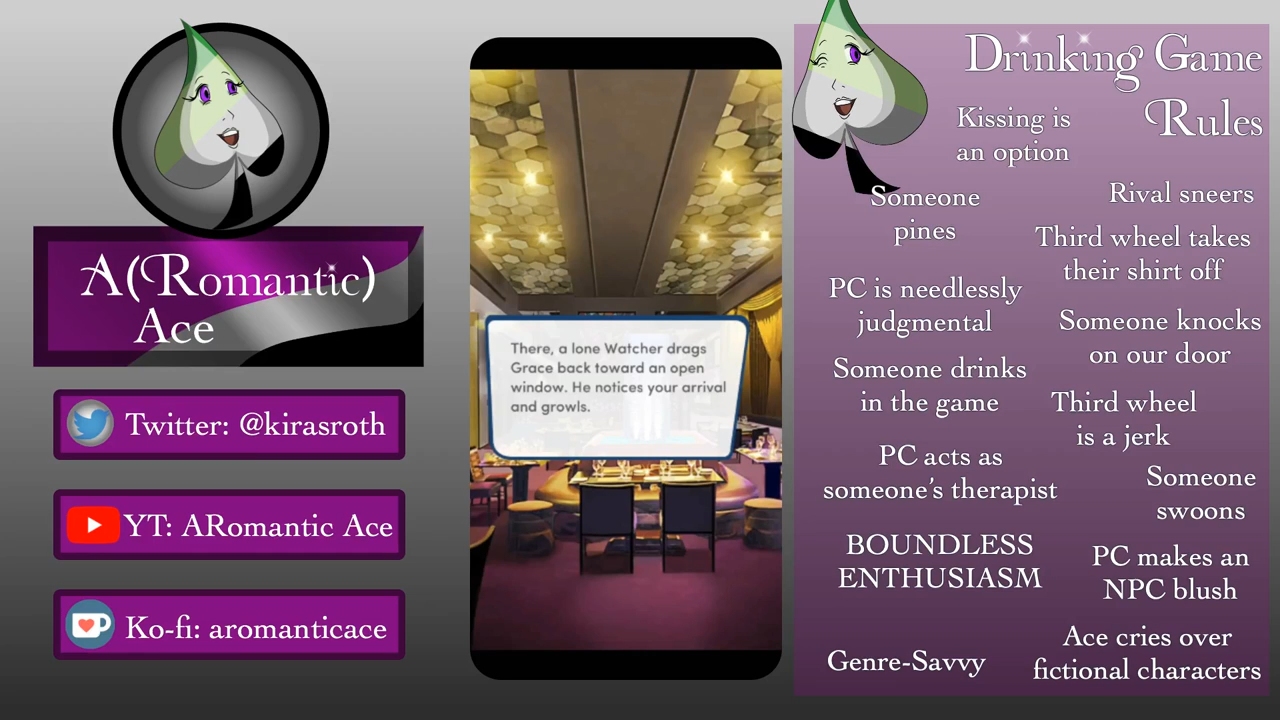 A(Romantic)
Ace
Twitter: @kirasroth
YT: ARomantic Ace
Ko-fi: aromanticace
There, a lone Watcher drags
Grace back toward an open
window. He notices your arrival
and growls.
Drinking Game
Rules
Kissing is
an option
Someone
pines
Rival sneers
Third wheel takes
their shirt off
PC is needlessly
judgmental
Someone knocks
on our door
Someone drinks
in the game
Third wheel
is a jerk
PC acts as
someone's therapist
Someone
swoons
BOUNDLESS
ENTHUSIASM
PC makes an
NPC blush
Genre-Savvy
Ace cries over
fictional characters